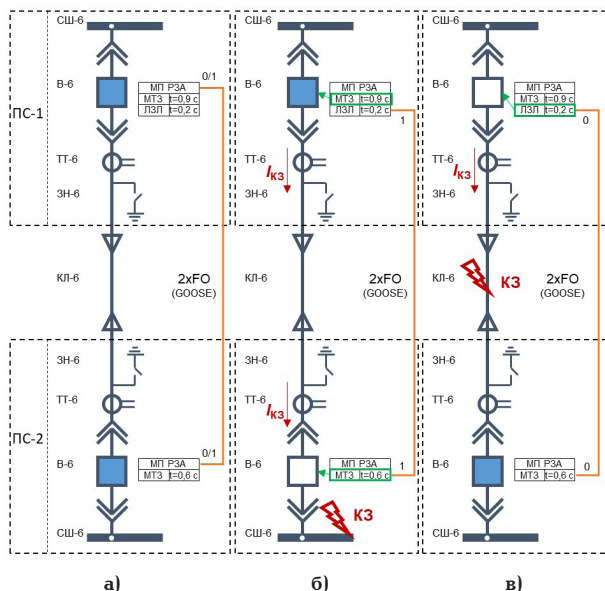 СШ-6
В-6
0/1
МП РЗА
МТЗ t=0,9 с
ЛЗЛ t=0,2 с
ПС-1
ТТ-6
ЗН-6
КЛ-6
2xFO
(GOOSE)
ЗН-6
ТТ-6
ПС-2
0/1
В-6
МП РЗА
МТЗ t=0,6 с
СШ-6
а)
СШ-6
В-6
МП РЗА
МТЗ t=0,9 с
ЛЗЛ t=0,2 с
1
ТТ-6
IКЗ
ЗН-6
КЛ-6
2xFO
(GOOSE)
ЗН-6
ТТ-6
IКЗ
В-6
1
МП РЗА
МТЗ t=0,6 с
КЗ
СШ-6
б)
СШ-6
В-6
МП РЗА
МТЗ t=0,9 с
ЛЗЛ t=0,2 с
0
ТТ-6
IКЗ
ЗН-6
КЛ-6
КЗ
2xFO
(GOOSE)
ЗН-6
ТТ-6
В-6
0
МП РЗА
МТЗ t=0,6 с
СШ-6
в)